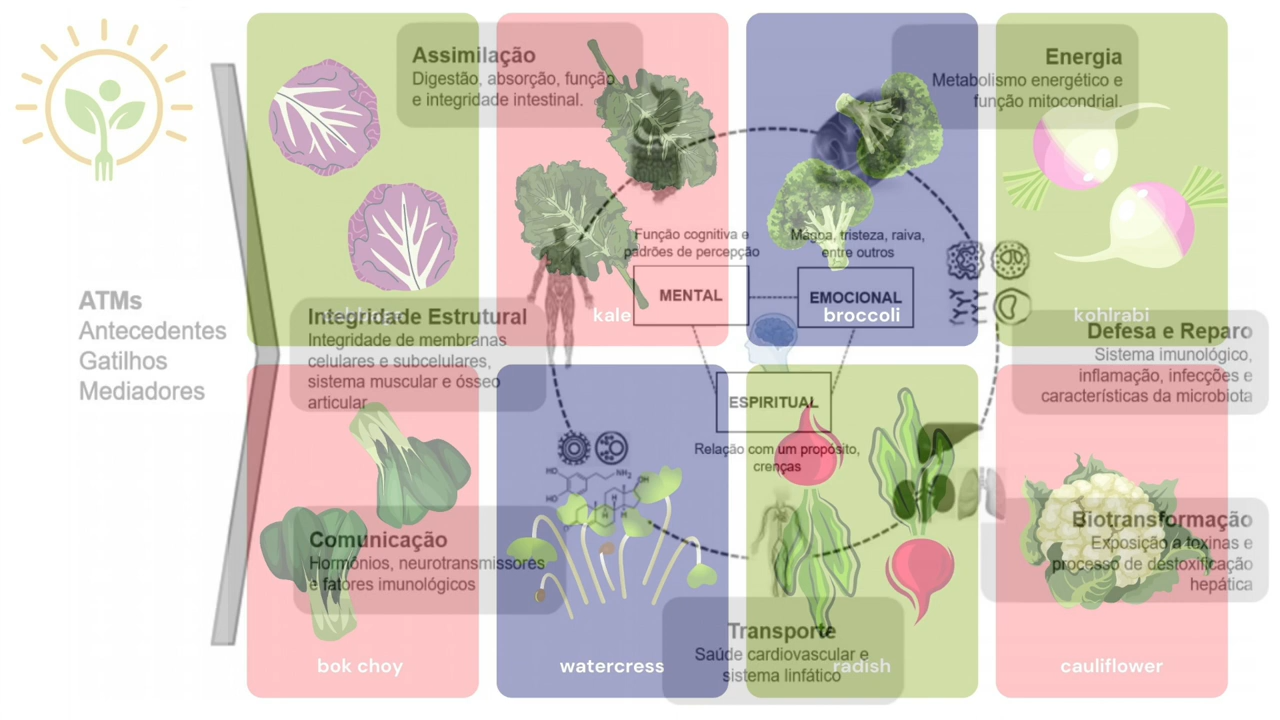 Assimilação
Digestão, absorção, função
e integridade intestinal.
Energia
Metabolismo energético e
função mitocondrial.
Função cognitiva e
padrões de percepção
Mágoa, tristeza, raiva,
entre outros
MENTAL
EMOCIONAL
ATMs
Antecedentes
Gatilhos
Mediadores
kale
broccoli
kohlrabi
Integridade Estrutural
Integridade de membranas
celulares e subcelulares,
sistema muscular e ósseo
articular
Defesa e Reparo
Sistema imunológico,
inflamação, infecções e
características da microbiota
ESPIRITUAL
Relação com um propósito,
crenças
HO
NH₂
HO
OH
H
H
H
Comunicação
Hormônios, neurotransmissores
e fatores imunológicos
Biotransformação
Exposição a toxinas e
processo de destoxificação
hepática
Transporte
Saúde cardiovascular e
sistema linfático
bok choy
watercress
radish
cauliflower